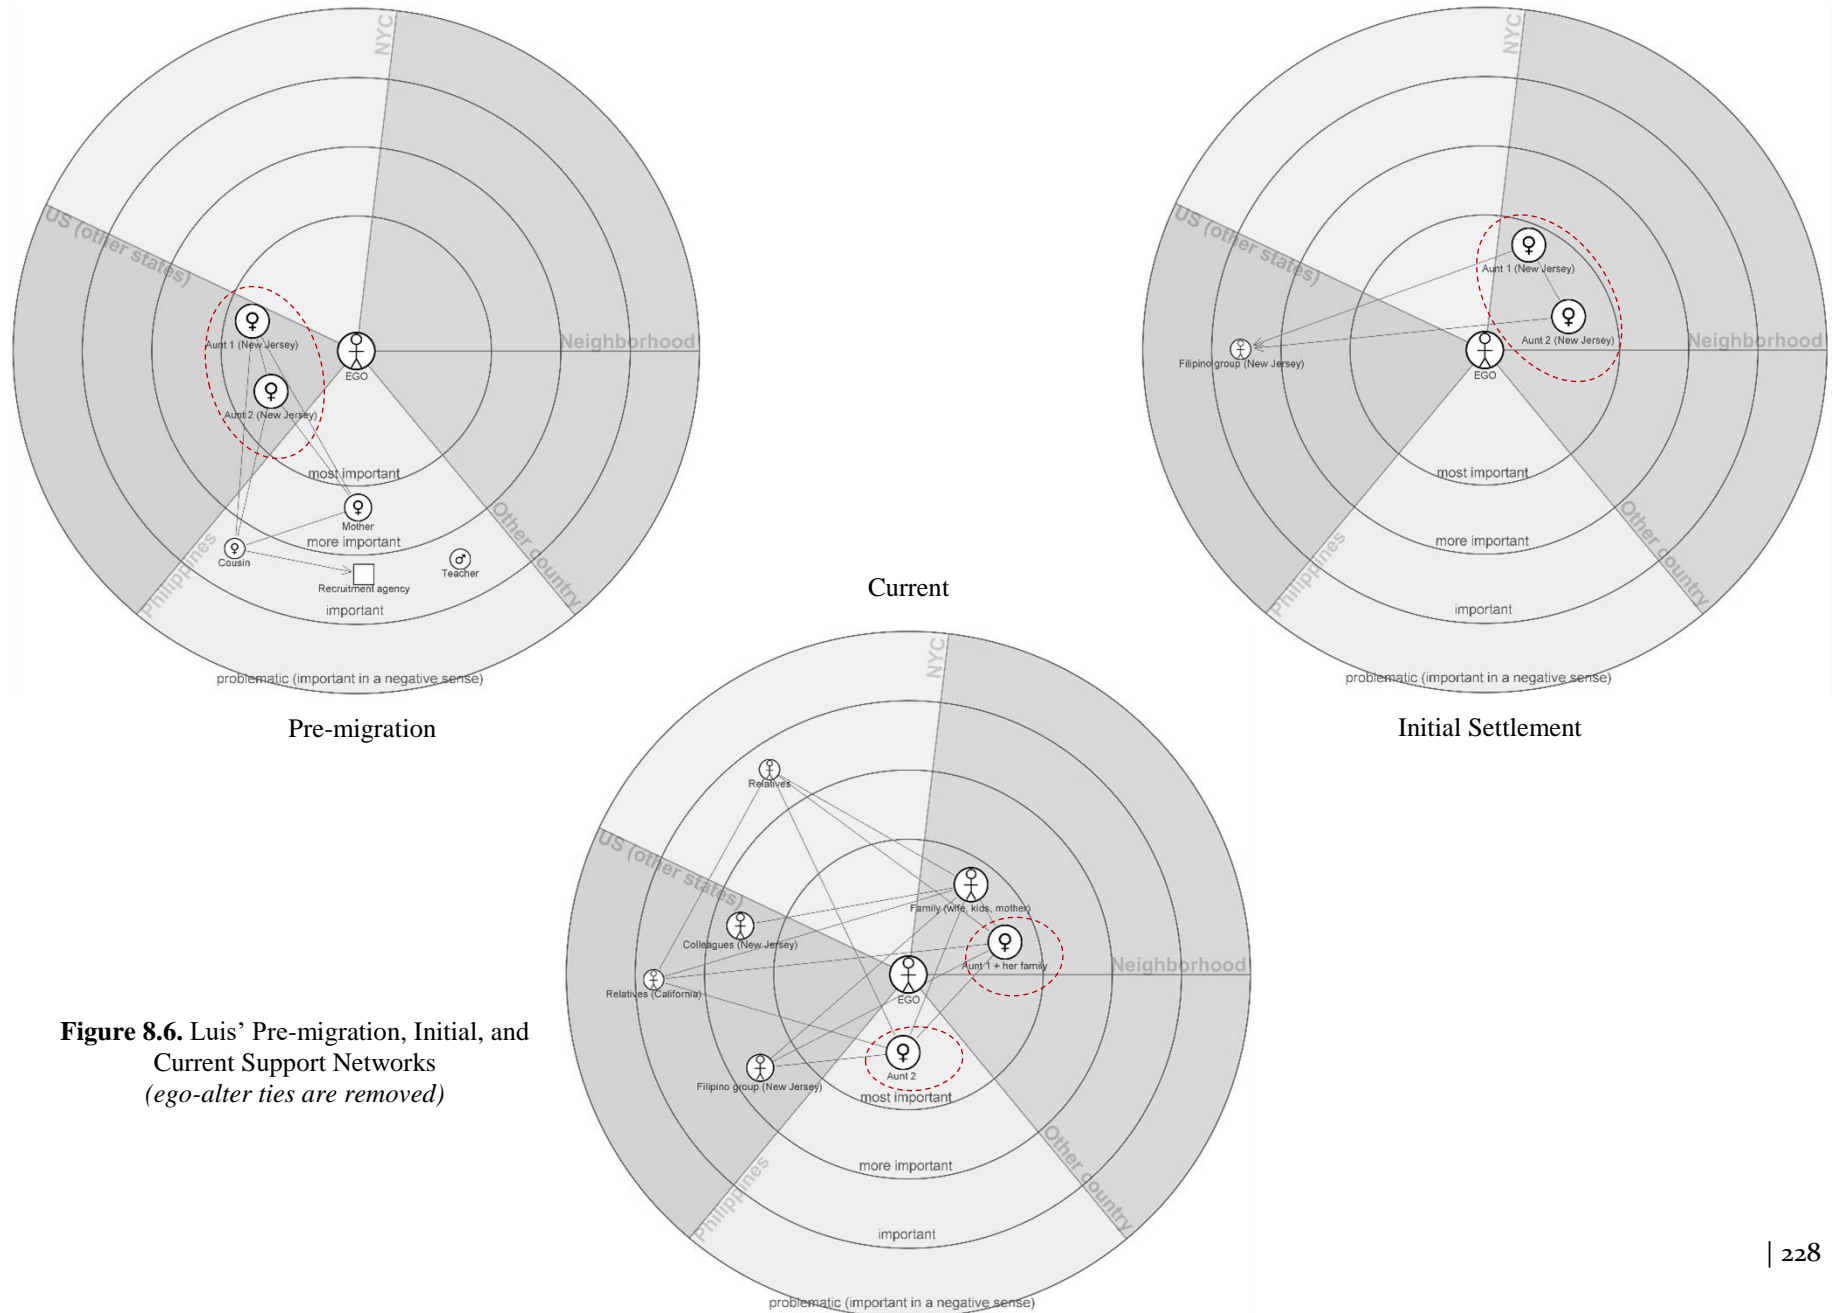 NYC
US (other states)
Neighborhood
Aunt 1 (New Jersey)
EGO
Aunt 2 (New Jersey)
most important
Mother
more important
Other country
Philippines
Cousin
Teacher
Recruitment agency
important
problematic (important in a negative sense)
Pre-migration
NYC
US (other states)
Aunt 1 (New Jersey)
Neighborhood
Aunt 2 (New Jersey)
Filipino group (New Jersey)
EGO
most important
Other country
more important
Philippines
important
problematic (important in a negative sense)
Initial Settlement
Current
NYC
Relatives
US (other states)
Family (wife, kids, mother)
Colleagues (New Jersey)
Aunt 1 + her family
Neighborhood
Relatives (California)
EGO
Aunt 2
Filipino group (New Jersey)
most important
Other country
more important
Philippines
important
problematic (important in a negative sense)
Figure 8.6. Luis’ Pre-migration, Initial, and
Current Support Networks
(ego-alter ties are removed)
| 228